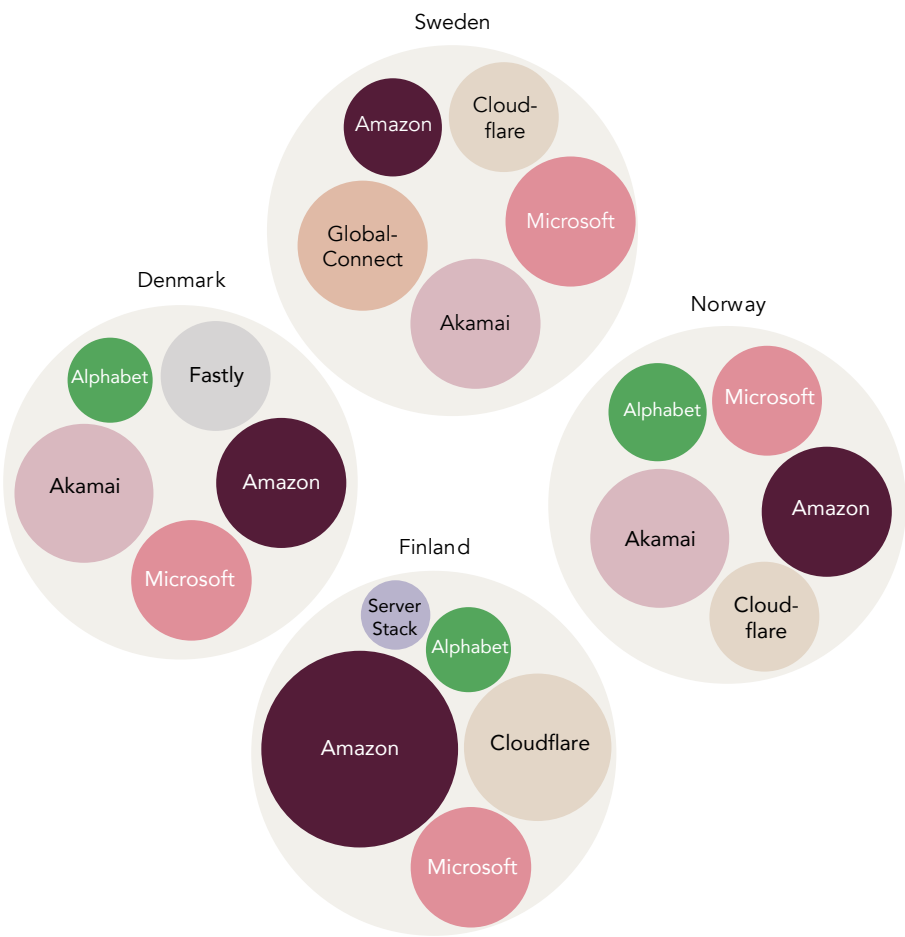 Sweden
Amazon
Cloud-
flare
Microsoft
Global-
Connect
Akamai
Denmark
Alphabet
Fastly
Akamai
Amazon
Microsoft
Norway
Alphabet
Microsoft
Amazon
Akamai
Cloud-
flare
Finland
Server
Stack
Alphabet
Amazon
Cloudflare
Microsoft